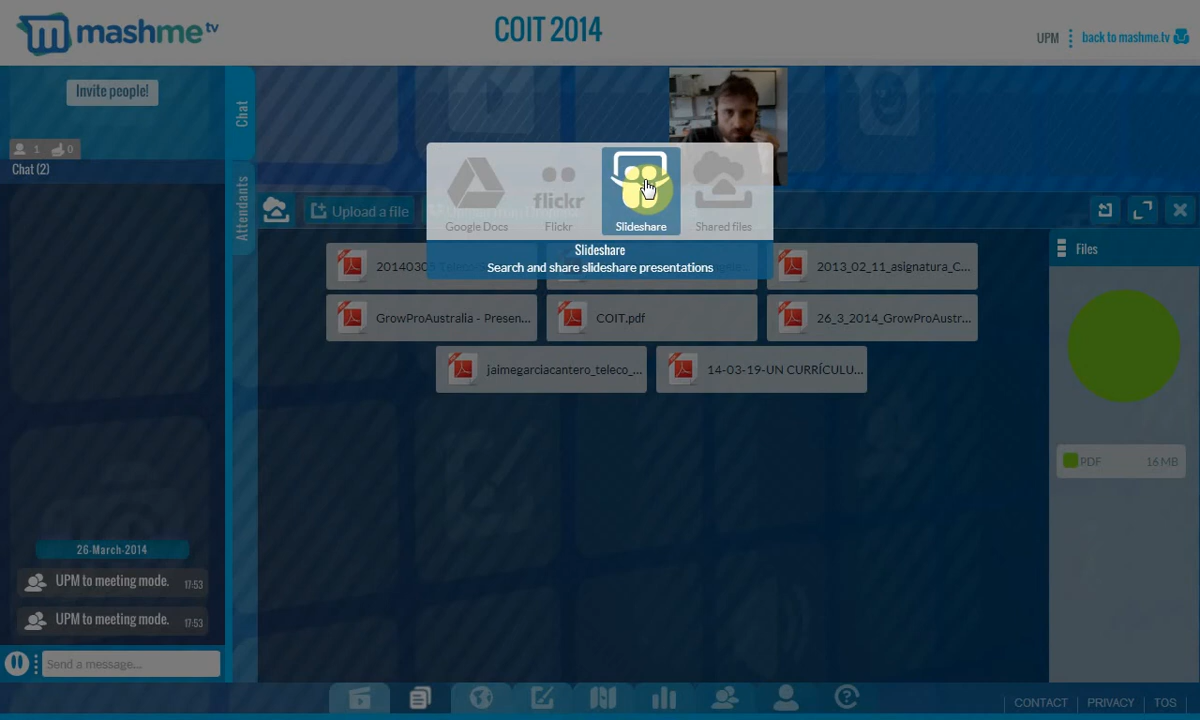 mashme tv
COIT 2014
UPM
back to mashme.tv
Invite people!
1
0
Chat (2)
Chat
Attendants
Google Docs
flickr
Flickr
Slideshare
Shared files
Slideshare
Search and share slideshare presentations
Upload a file
Files
2013_02_11_asignatura_C...
GrowProAustralia - Presen...
COIT.pdf
26_3_2014_GrowProAustr...
jaimegarciacantero_teleco_...
14-03-19-UN CURRÍCULU...
PDF
16 MB
26-March-2014
UPM to meeting mode.
17:53
UPM to meeting mode.
17:53
Send a message...
CONTACT
PRIVACY
TOS